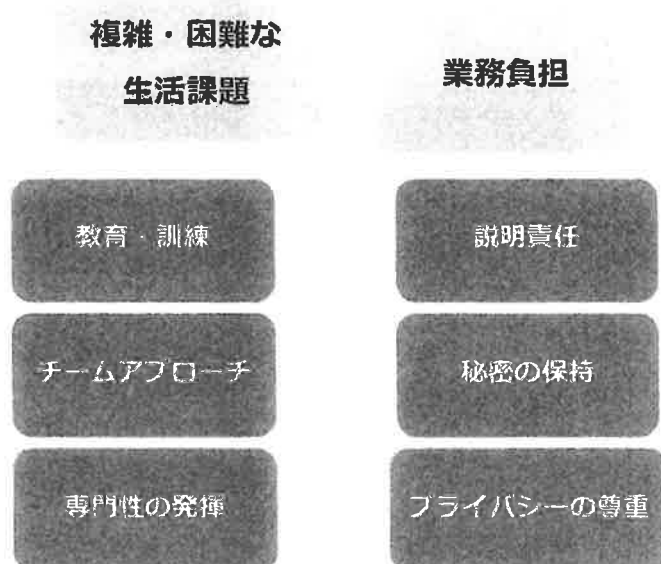 複雑・困難な
生活課題
教育・訓練
チームアプローチ
専門性の発揮
業務負担
説明責任
秘密の保持
プライバシーの尊重